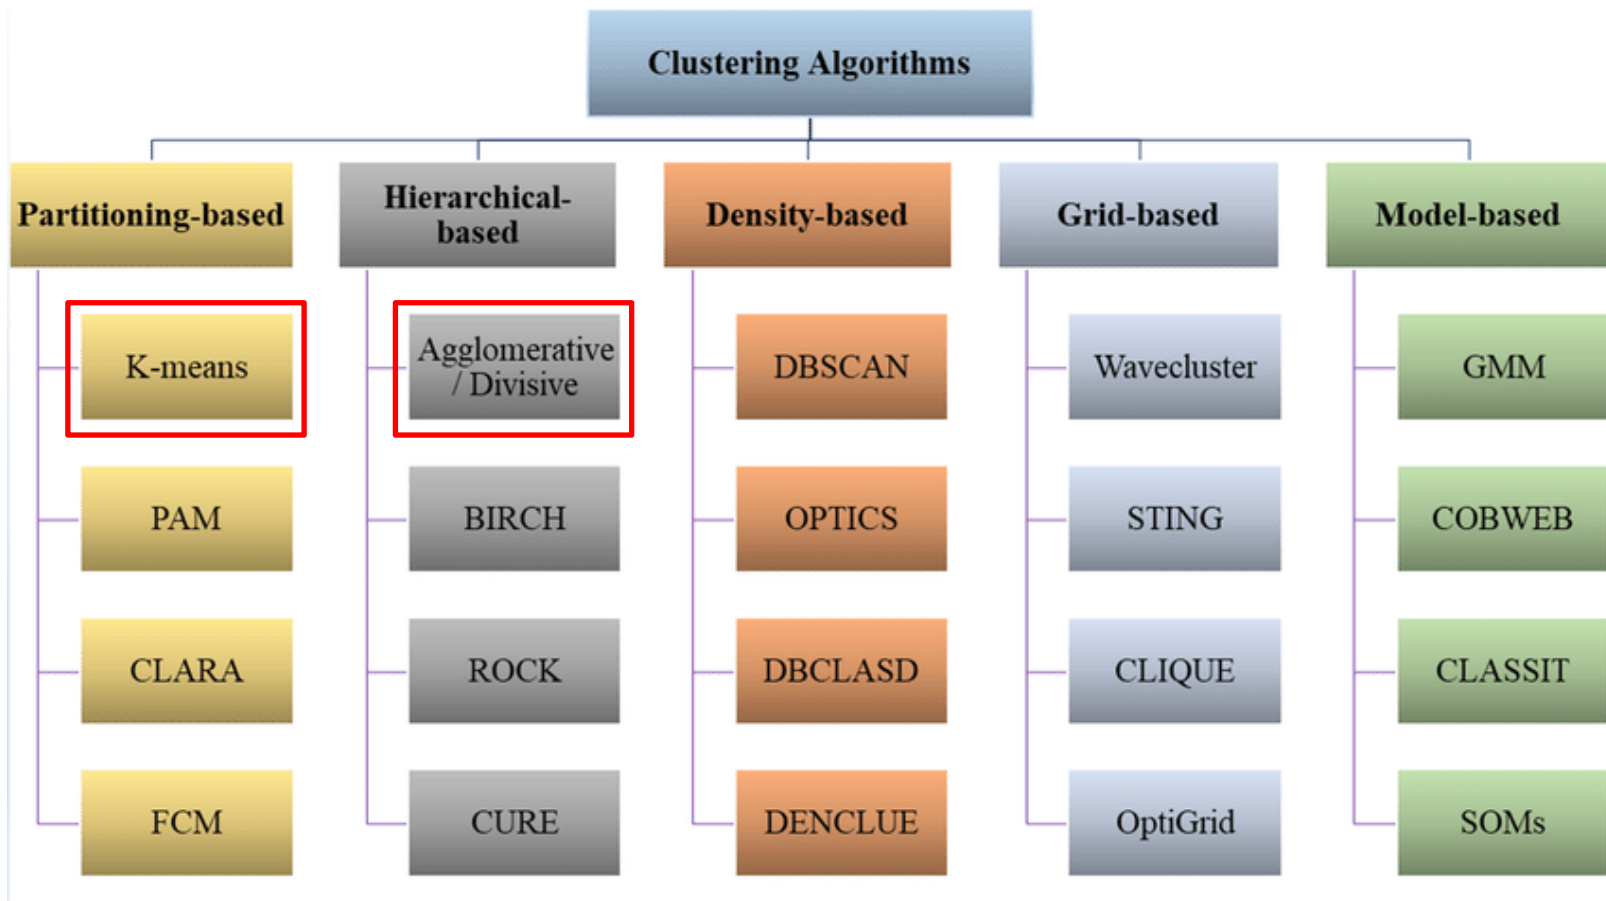 Clustering Algorithms
Partitioning-based
Hierarchical-
based
Density-based
Grid-based
Model-based
K-means
Agglomerative
/ Divisive
DBSCAN
Wavecluster
GMM
PAM
BIRCH
OPTICS
STING
COBWEB
CLARA
ROCK
DBCLASD
CLIQUE
CLASSIT
FCM
CURE
DENCLUE
OptiGrid
SOMs